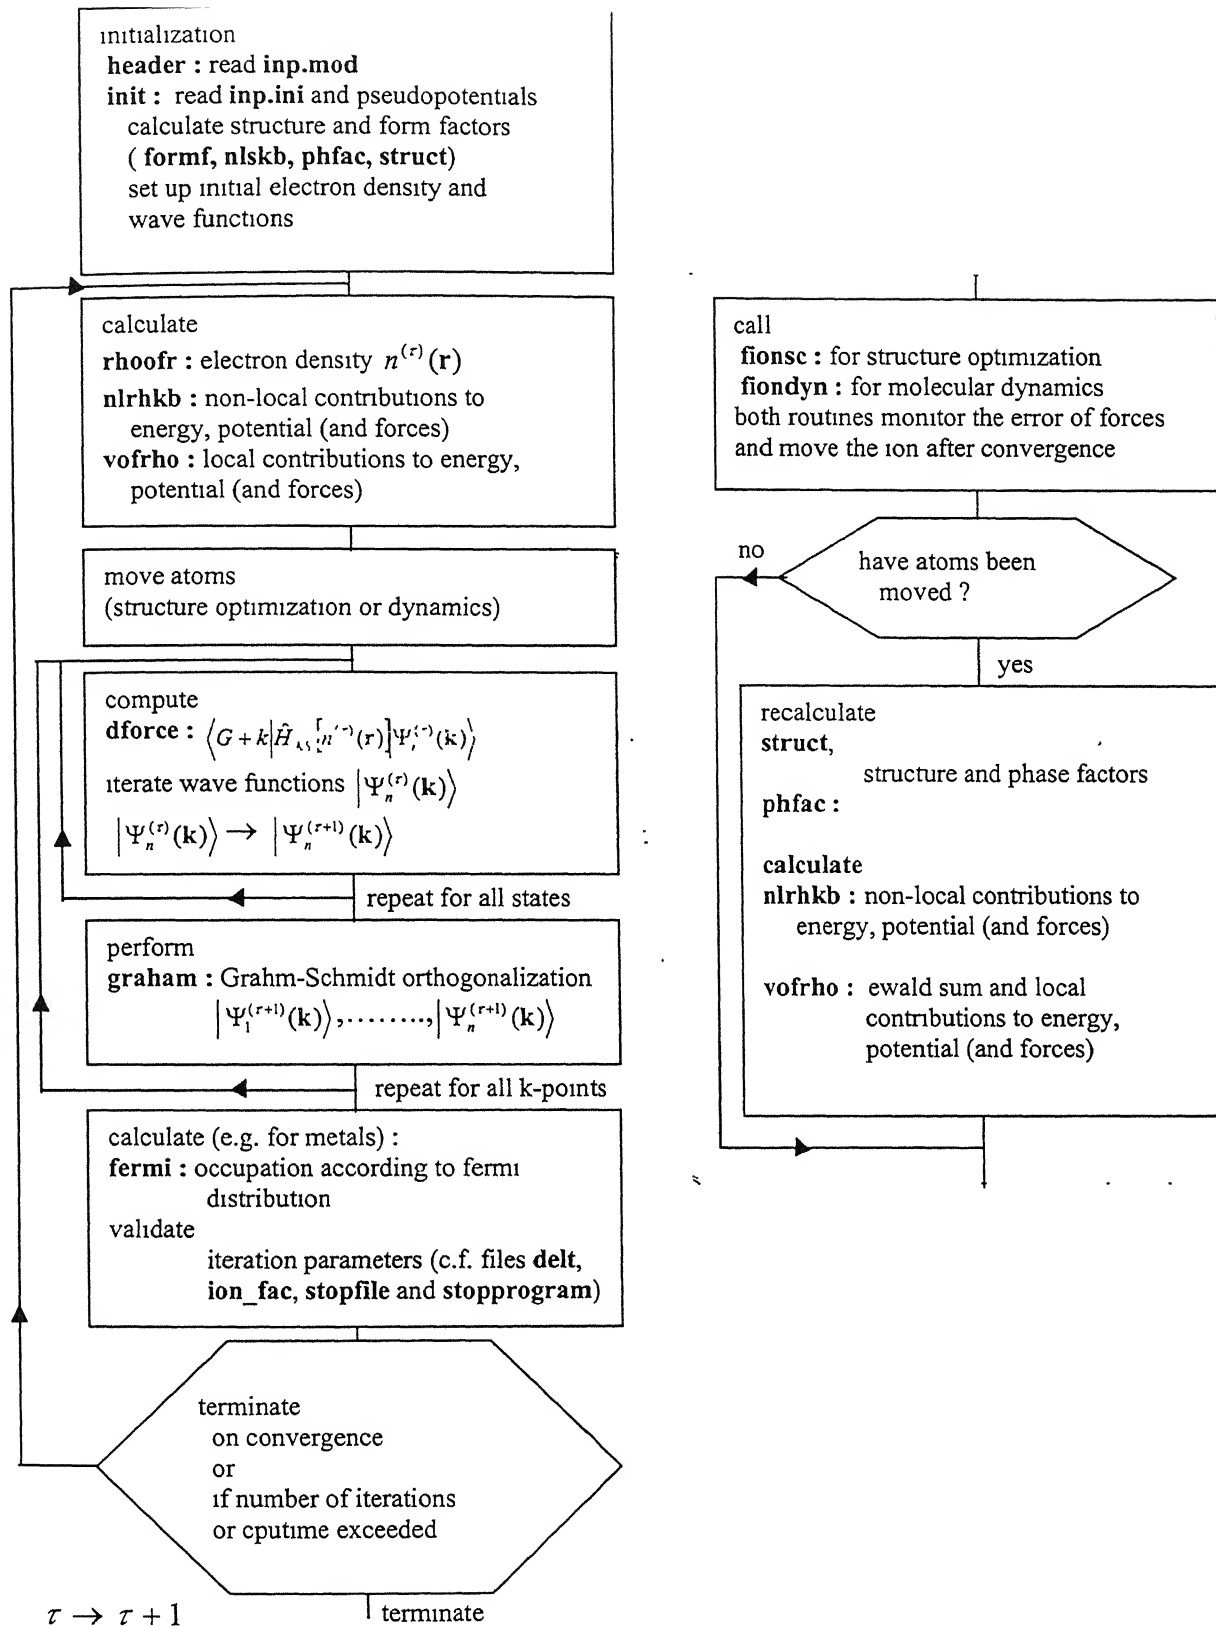 initialization
header : read inp.mod
init : read inp.ini and pseudopotentials
calculate structure and form factors
( formf, nlskb, phfac, struct)
set up initial electron density and
wave functions
calculate
rhoofr : electron density n^(τ)(r)
nlrhkb : non-local contributions to
energy, potential (and forces)
vofrho : local contributions to energy,
potential (and forces)
move atoms
(structure optimization or dynamics)
compute
dforce : ⟨G + k|Ĥ [n (r)]Ψ (k)⟩
iterate wave functions |Ψ_n^(τ)(k)⟩
|Ψ_n^(τ)(k)⟩ → |Ψ_n^(τ+1)(k)⟩
repeat for all states
perform
graham : Grahm-Schmidt orthogonalization
|Ψ_1^(τ+1)(k)⟩,........,|Ψ_n^(τ+1)(k)⟩
repeat for all k-points
calculate (e.g. for metals) :
fermi : occupation according to fermi
distribution
validate
iteration parameters (c.f. files delt,
ion_fac, stopfile and stopprogram)
terminate
on convergence
or
if number of iterations
or cputime exceeded
τ → τ + 1
terminate
call
fionsc : for structure optimization
fiondyn : for molecular dynamics
both routines monitor the error of forces
and move the ion after convergence
no
have atoms been
moved ?
yes
recalculate
struct,
structure and phase factors
phfac :
calculate
nlrhkb : non-local contributions to
energy, potential (and forces)
vofrho : ewald sum and local
contributions to energy,
potential (and forces)